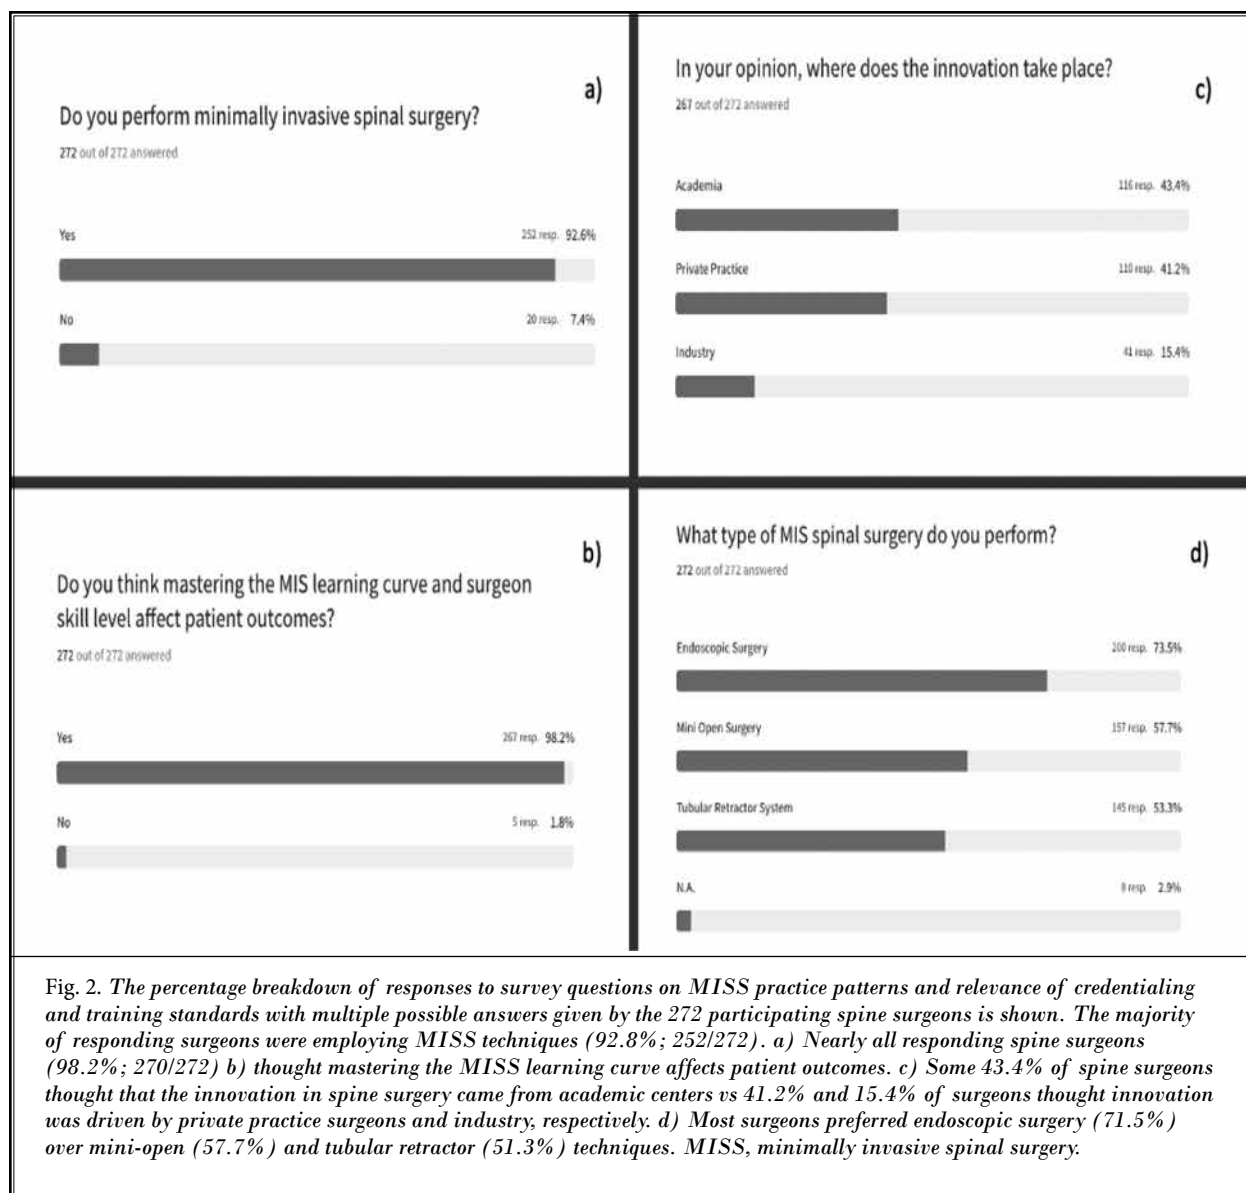 a)
Do you perform minimally invasive spinal surgery?
272 out of 272 answered
Yes 252 resp. 92.6%
No 20 resp. 7.4%
c)
In your opinion, where does the innovation take place?
267 out of 272 answered
Academia 116 resp. 43.4%
Private Practice 110 resp. 41.2%
Industry 41 resp. 15.4%
b)
Do you think mastering the MIS learning curve and surgeon
skill level affect patient outcomes?
272 out of 272 answered
Yes 267 resp. 98.2%
No 5 resp. 1.8%
d)
What type of MIS spinal surgery do you perform?
272 out of 272 answered
Endoscopic Surgery 200 resp. 73.5%
Mini Open Surgery 157 resp. 57.7%
Tubular Retractor System 145 resp. 53.3%
N.A. 8 resp. 2.9%
Fig. 2. The percentage breakdown of responses to survey questions on MISS practice patterns and relevance of credentialing
and training standards with multiple possible answers given by the 272 participating spine surgeons is shown. The majority
of responding surgeons were employing MISS techniques (92.8%; 252/272). a) Nearly all responding spine surgeons
(98.2%; 270/272) b) thought mastering the MISS learning curve affects patient outcomes. c) Some 43.4% of spine surgeons
thought that the innovation in spine surgery came from academic centers vs 41.2% and 15.4% of surgeons thought innovation
was driven by private practice surgeons and industry, respectively. d) Most surgeons preferred endoscopic surgery (71.5%)
over mini-open (57.7%) and tubular retractor (51.3%) techniques. MISS, minimally invasive spinal surgery.